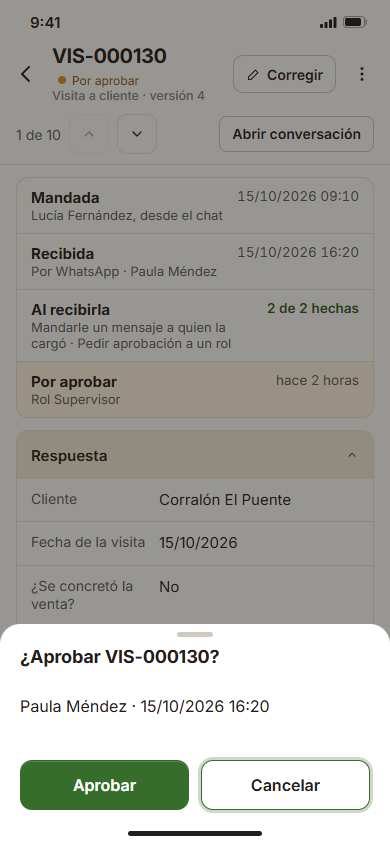 9:41
VIS-000130
Por aprobar
Visita a cliente · versión 4
Corregir
1 de 10
Abrir conversación
Mandada 15/10/2026 09:10
Lucía Fernández, desde el chat
Recibida 15/10/2026 16:20
Por WhatsApp · Paula Méndez
Al recibirla 2 de 2 hechas
Mandarle un mensaje a quien la
cargó · Pedir aprobación a un rol
Por aprobar hace 2 horas
Rol Supervisor
Respuesta
Cliente Corralón El Puente
Fecha de la visita 15/10/2026
¿Se concretó la No
venta?
¿Aprobar VIS-000130?
Paula Méndez · 15/10/2026 16:20
Aprobar Cancelar